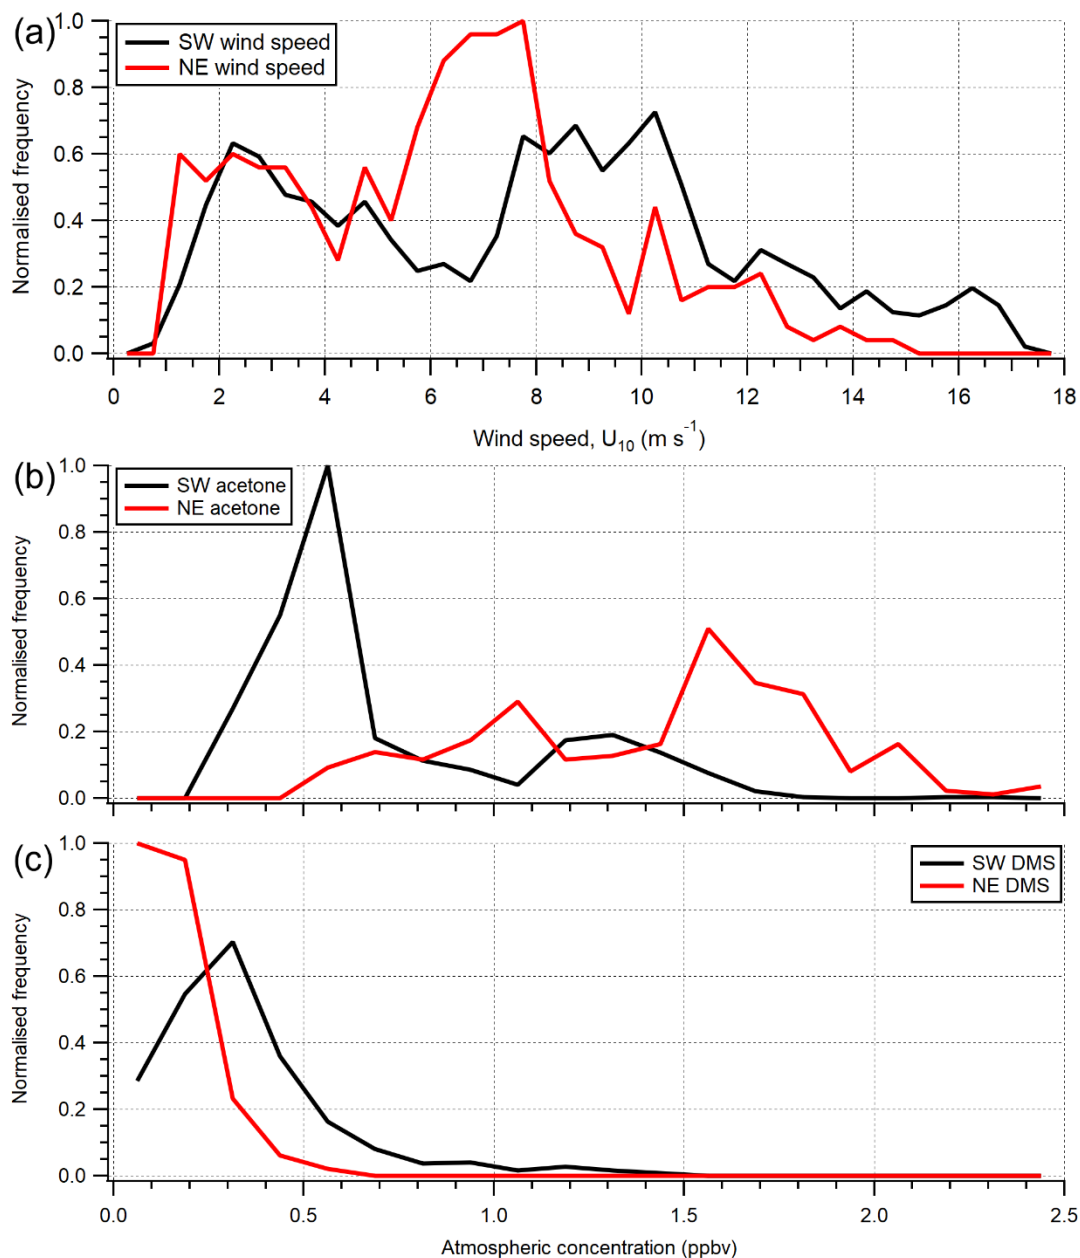 (a)
SW wind speed
NE wind speed
Normalised frequency
1.0
0.8
0.6
0.4
0.2
0.0
0 2 4 6 8 10 12 14 16 18
Wind speed, U10 (m s-1)
(b)
SW acetone
NE acetone
Normalised frequency
1.0
0.8
0.6
0.4
0.2
0.0
(c)
SW DMS
NE DMS
Normalised frequency
1.0
0.8
0.6
0.4
0.2
0.0
0.0 0.5 1.0 1.5 2.0 2.5
Atmospheric concentration (ppbv)